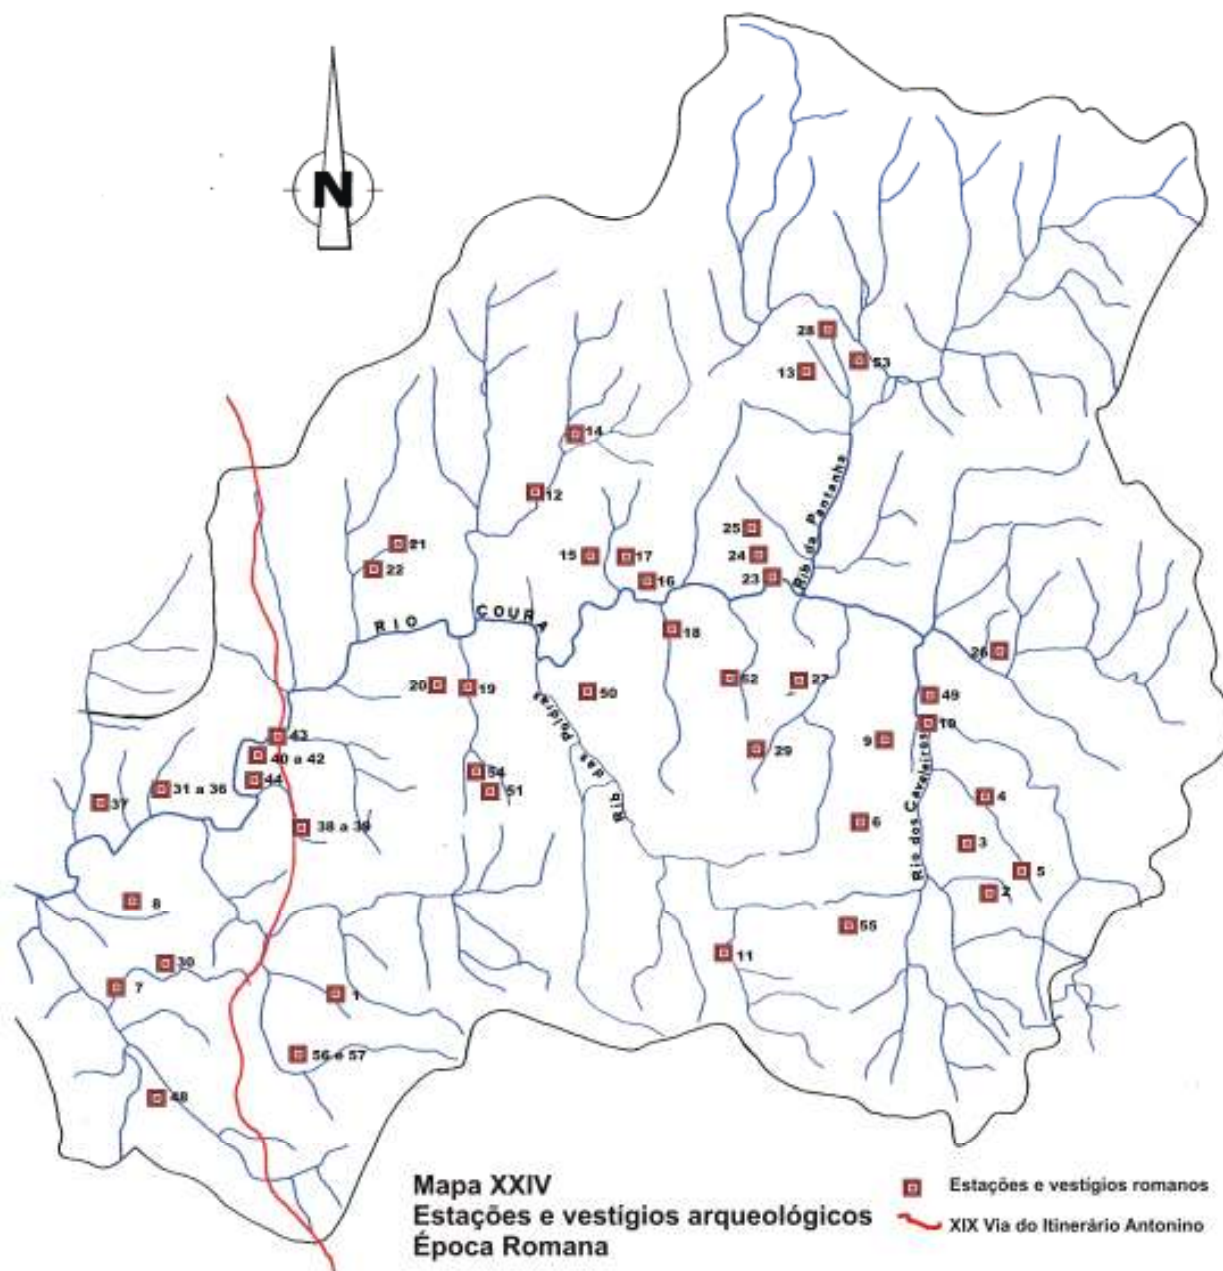 N
28
53
13
14
12
25
21
15
17
24
22
23
16
Rib da Pantanha
RIO COURA
18
26
20
19
50
52
27
49
10
43
9
29
40 a 42
Rib das Poldras
54
44
31 a 36
51
4
37
6
38 a 39
3
Rio dos Cavaleiros
5
2
8
55
11
30
7
1
56 e 57
48
Mapa XXIV
Estações e vestígios arqueológicos
Época Romana
Estações e vestígios romanos
XIX Via do Itinerário Antonino